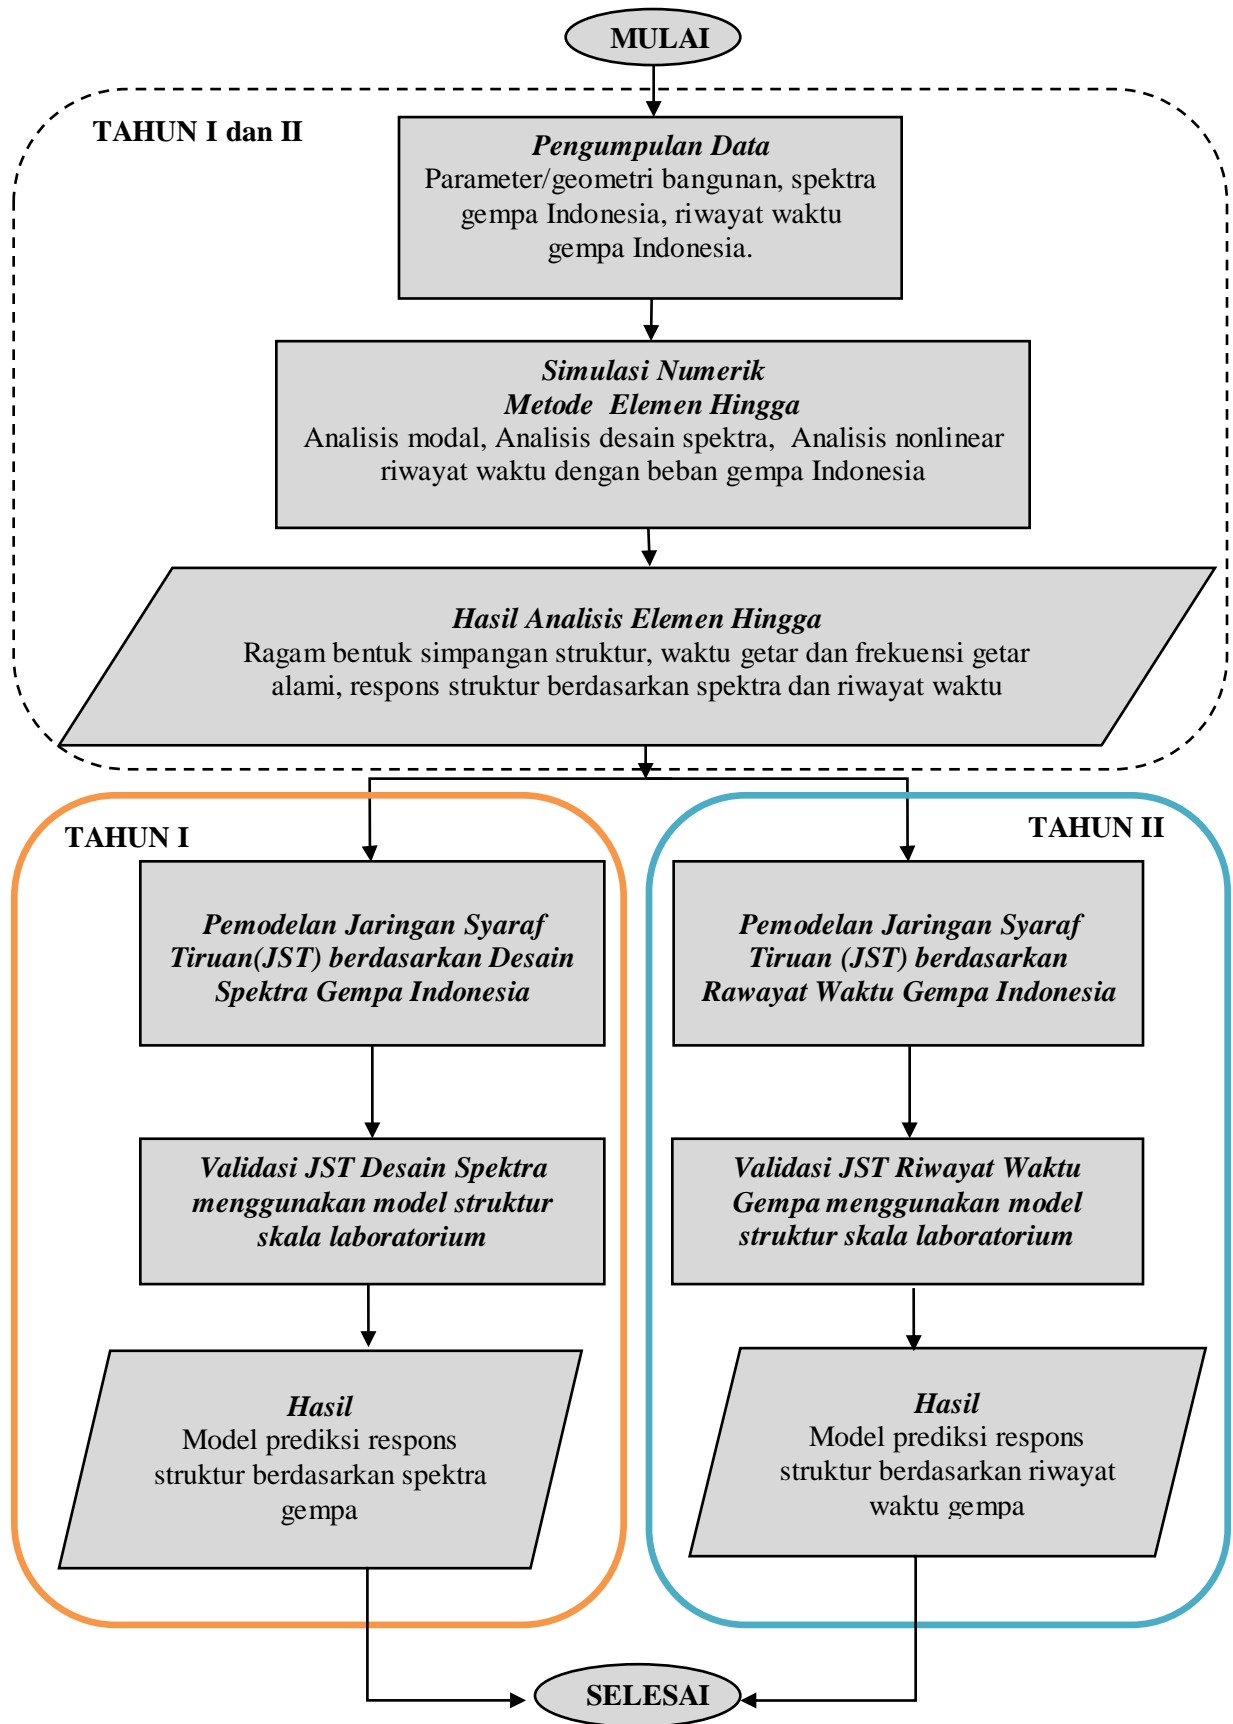 MULAI
TAHUN I dan II
Pengumpulan Data
Parameter/geometri bangunan, spektra
gempa Indonesia, riwayat waktu
gempa Indonesia.
Simulasi Numerik
Metode Elemen Hingga
Analisis modal, Analisis desain spektra, Analisis nonlinear
riwayat waktu dengan beban gempa Indonesia
Hasil Analisis Elemen Hingga
Ragam bentuk simpangan struktur, waktu getar dan frekuensi getar
alami, respons struktur berdasarkan spektra dan riwayat waktu
TAHUN I
Pemodelan Jaringan Syaraf
Tiruan(JST) berdasarkan Desain
Spektra Gempa Indonesia
Validasi JST Desain Spektra
menggunakan model struktur
skala laboratorium
Hasil
Model prediksi respons
struktur berdasarkan spektra
gempa
TAHUN II
Pemodelan Jaringan Syaraf
Tiruan (JST) berdasarkan
Rawayat Waktu Gempa Indonesia
Validasi JST Riwayat Waktu
Gempa menggunakan model
struktur skala laboratorium
Hasil
Model prediksi respons
struktur berdasarkan riwayat
waktu gempa
SELESAI